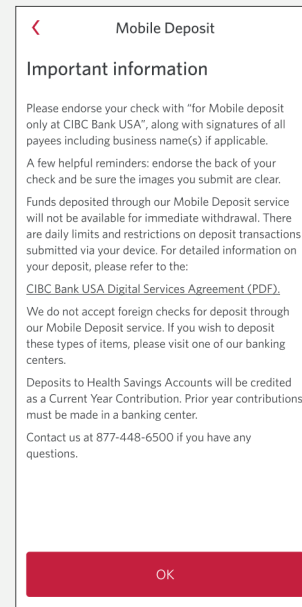 Mobile Deposit
Important information
Please endorse your check with "for Mobile deposit
only at CIBC Bank USA", along with signatures of all
payees including business name(s) if applicable.
A few helpful reminders: endorse the back of your
check and be sure the images you submit are clear.
Funds deposited through our Mobile Deposit service
will not be available for immediate withdrawal. There
are daily limits and restrictions on deposit transactions
submitted via your device. For detailed information on
your deposit, please refer to the:
CIBC Bank USA Digital Services Agreement (PDF).
We do not accept foreign checks for deposit through
our Mobile Deposit service. If you wish to deposit
these types of items, please visit one of our banking
centers.
Deposits to Health Savings Accounts will be credited
as a Current Year Contribution. Prior year contributions
must be made in a banking center.
Contact us at 877-448-6500 if you have any
questions.
OK